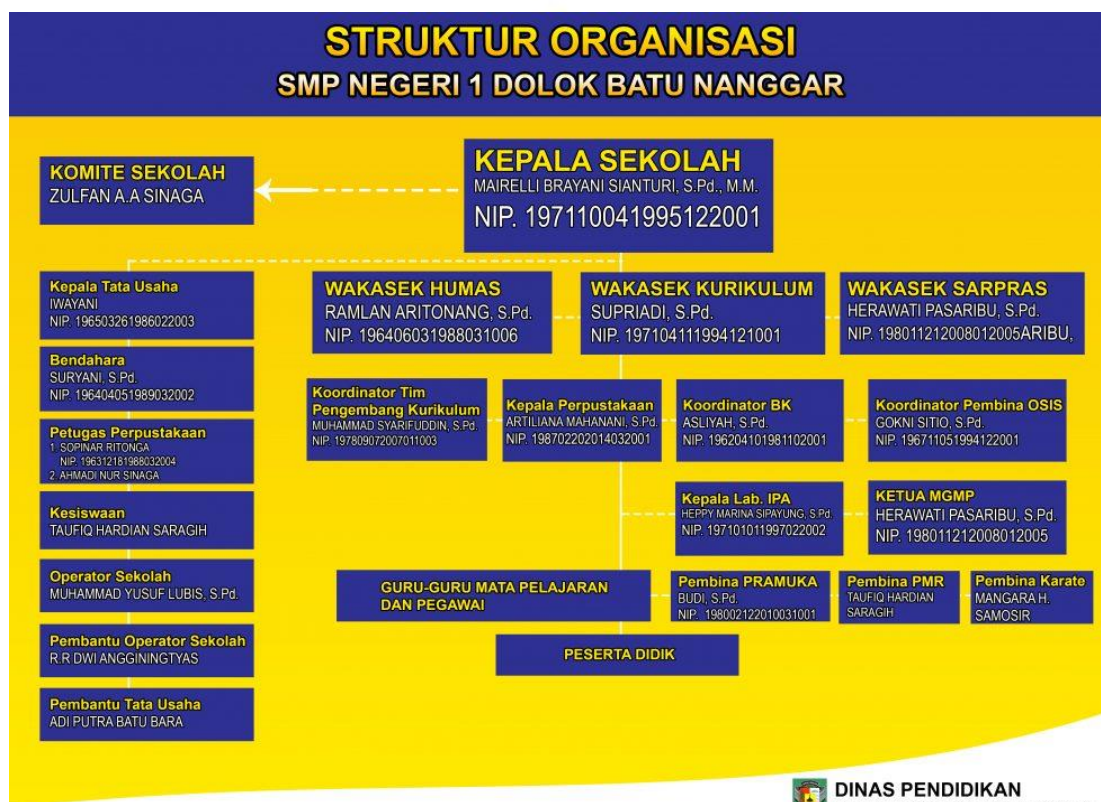 STRUKTUR ORGANISASI
SMP NEGERI 1 DOLOK BATU NANGGAR
KOMITE SEKOLAH
ZULFAN A.A SINAGA
KEPALA SEKOLAH
MAIRELLI BRAYANI SIANTURI, S.Pd., M.M.
NIP. 197110041995122001
Kepala Tata Usaha
IWAYANI
NIP. 196503261986022003
WAKASEK HUMAS
RAMLAN ARITONANG, S.Pd.
NIP. 196406031988031006
WAKASEK KURIKULUM
SUPRIADI, S.Pd.
NIP. 197104111994121001
WAKASEK SARPRAS
HERAWATI PASARIBU, S.Pd.
NIP. 198011212008012005ARIBU,
Bendahara
SURYANI, S.Pd.
NIP. 196404051989032002
Koordinator Tim
Pengembang Kurikulum
MUHAMMAD SYARIFUDDIN, S.Pd.
NIP. 197809072007011003
Kepala Perpustakaan
ARTILIANA MAHANANI, S.Pd.
NIP. 198702202014032001
Koordinator BK
ASLIYAH, S.Pd.
NIP. 196204101981102001
Koordinator Pembina OSIS
GOKNI SITIO, S.Pd.
NIP. 196711051994122001
Petugas Perpustakaan
1. SOPINAR RITONGA
NIP. 196312181988032004
2. AHMADI NUR SINAGA
Kesiswaan
TAUFIQ HARDIAN SARAGIH
Kepala Lab. IPA
HEPPY MARINA SIPAYUNG, S.Pd.
NIP. 197101011997022002
KETUA MGMP
HERAWATI PASARIBU, S.Pd.
NIP. 198011212008012005
Operator Sekolah
MUHAMMAD YUSUF LUBIS, S.Pd.
GURU-GURU MATA PELAJARAN
DAN PEGAWAI
Pembina PRAMUKA
BUDI, S.Pd.
NIP. 198002122010031001
Pembina PMR
TAUFIQ HARDIAN
SARAGIH
Pembina Karate
MANGARA H.
SAMOSIR
Pembantu Operator Sekolah
R.R DWI ANGGININGTYAS
PESERTA DIDIK
Pembantu Tata Usaha
ADI PUTRA BATU BARA
DINAS PENDIDIKAN